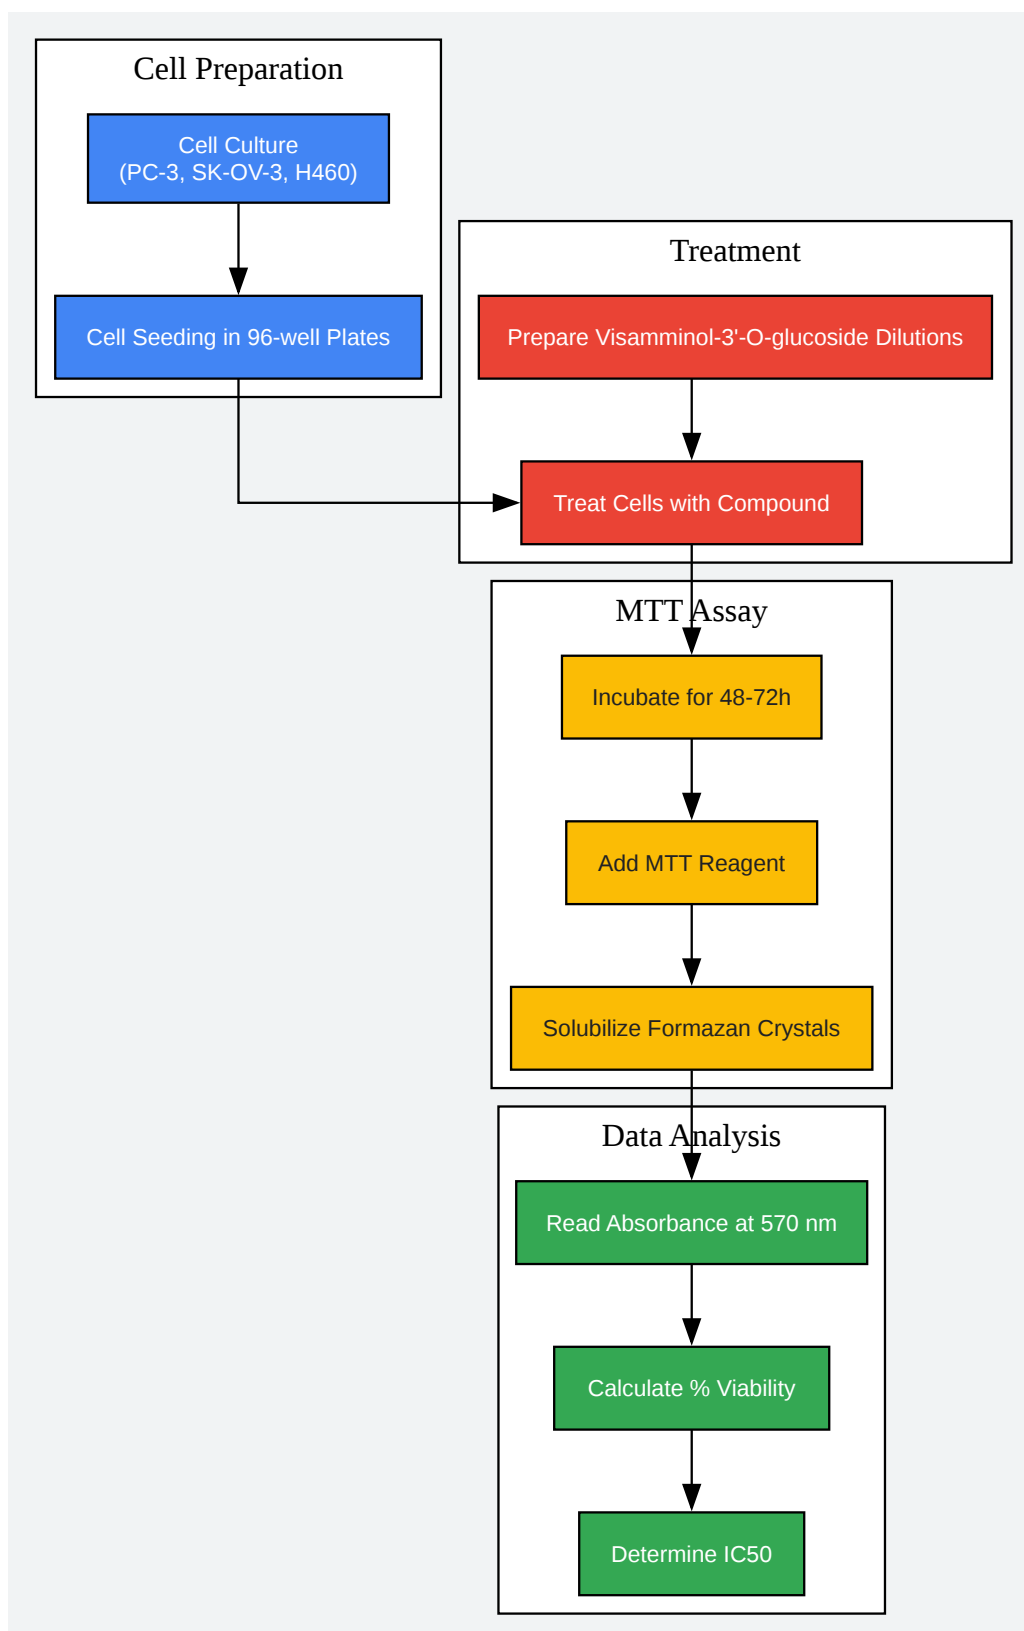 Cell Preparation
Cell Culture
(PC-3, SK-OV-3, H460)
Cell Seeding in 96-well Plates
Treatment
Prepare Visamminol-3'-O-glucoside Dilutions
Treat Cells with Compound
MTT Assay
Incubate for 48-72h
Add MTT Reagent
Solubilize Formazan Crystals
Data Analysis
Read Absorbance at 570 nm
Calculate % Viability
Determine IC50